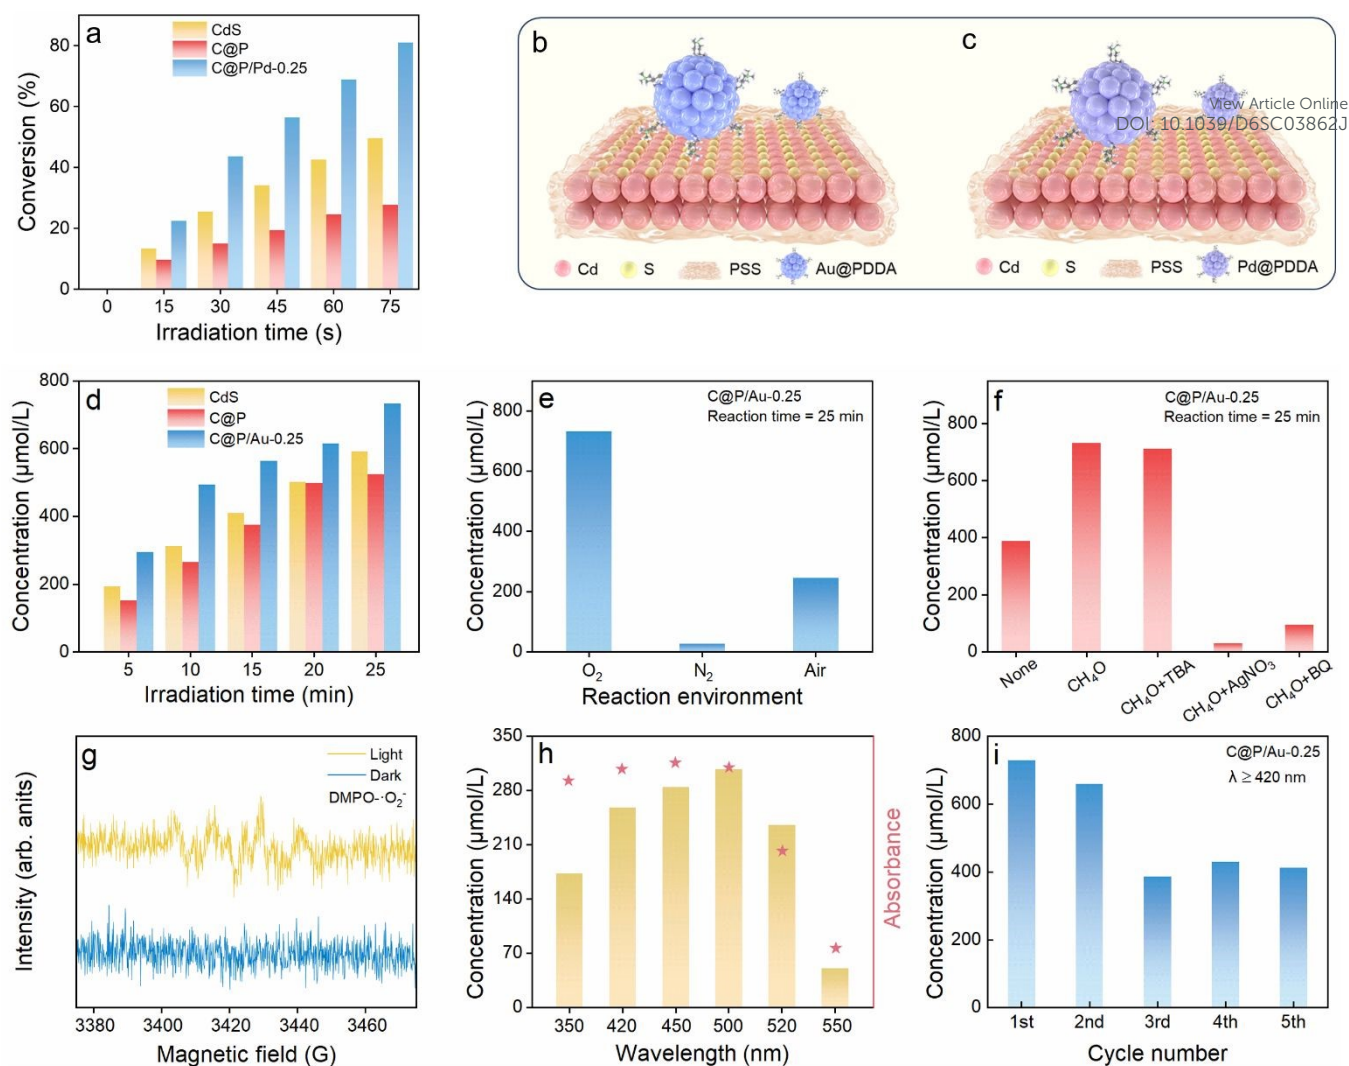 a
CdS
C@P
C@P/Pd-0.25
Conversion (%)
80
60
40
20
0
0 15 30 45 60 75
Irradiation time (s)
b
Cd S PSS Au@PDDA
c
View Article Online
DOI: 10.1039/D6SC03862J
Cd S PSS Pd@PDDA
d
CdS
C@P
C@P/Au-0.25
Concentration (µmol/L)
800
600
400
200
0
5 10 15 20 25
Irradiation time (min)
e
C@P/Au-0.25
Reaction time = 25 min
Concentration (µmol/L)
800
600
400
200
0
O₂ N₂ Air
Reaction environment
f
C@P/Au-0.25
Reaction time = 25 min
Concentration (µmol/L)
800
600
400
200
0
None CH₄O CH₄O+TBA CH₄O+AgNO₃ CH₄O+BQ
g
Light
Dark
DMPO-·O₂⁻
Intensity (arb. anits)
3380 3400 3420 3440 3460
Magnetic field (G)
h
Concentration (µmol/L)
350
280
210
140
70
0
350 420 450 500 520 550
Wavelength (nm)
Absorbance
i
C@P/Au-0.25
λ ≥ 420 nm
Concentration (µmol/L)
800
600
400
200
0
1st 2nd 3rd 4th 5th
Cycle number